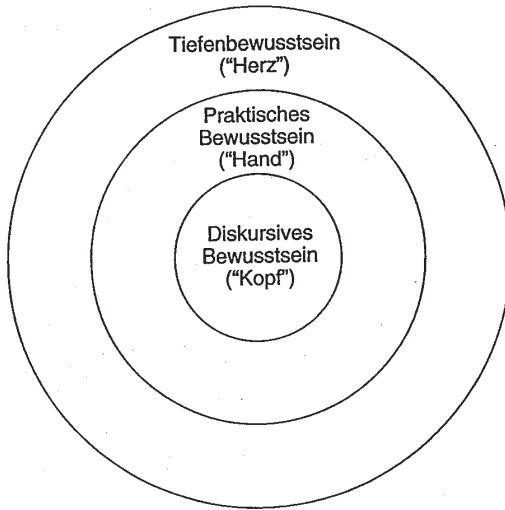 Tiefenbewusstsein
(“Herz”)
Praktisches
Bewusstsein
(“Hand”)
Diskursives
Bewusstsein
(“Kopf”)